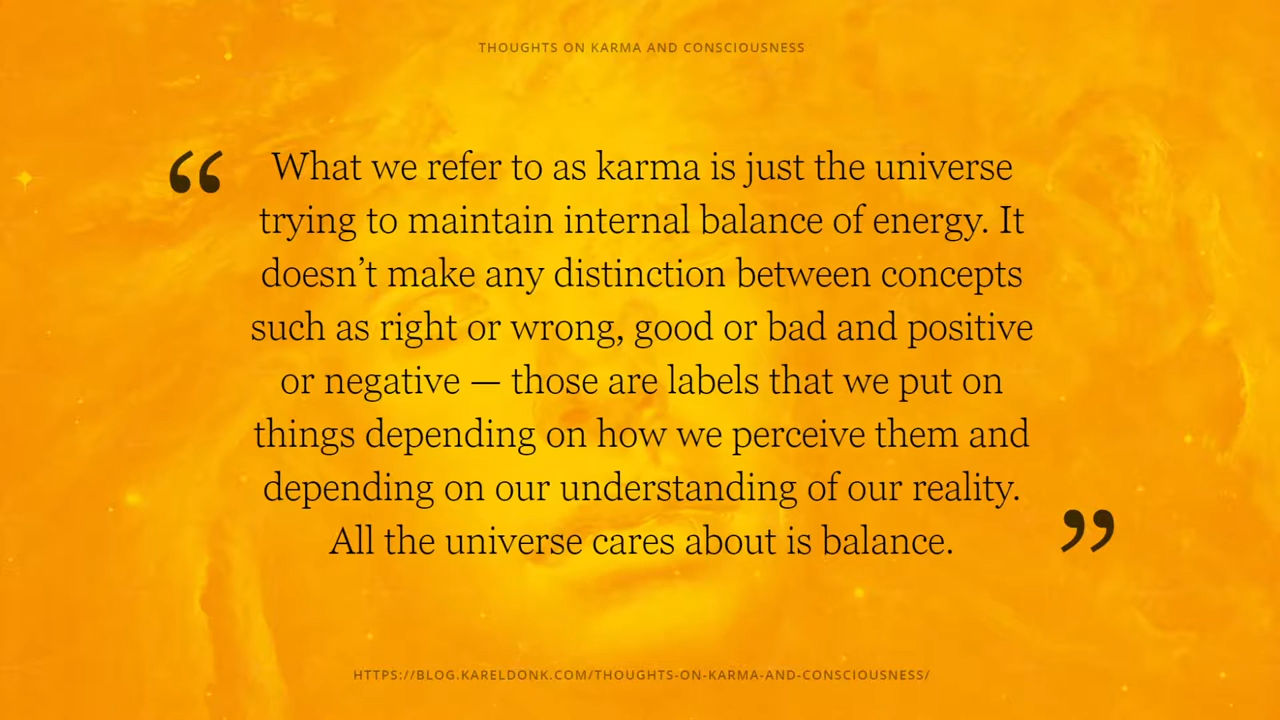 THOUGHTS ON KARMA AND CONSCIOUSNESS
“ What we refer to as karma is just the universe
trying to maintain internal balance of energy. It
doesn’t make any distinction between concepts
such as right or wrong, good or bad and positive
or negative — those are labels that we put on
things depending on how we perceive them and
depending on our understanding of our reality.
All the universe cares about is balance. ”
HTTPS://BLOG.KARELDONK.COM/THOUGHTS-ON-KARMA-AND-CONSCIOUSNESS/